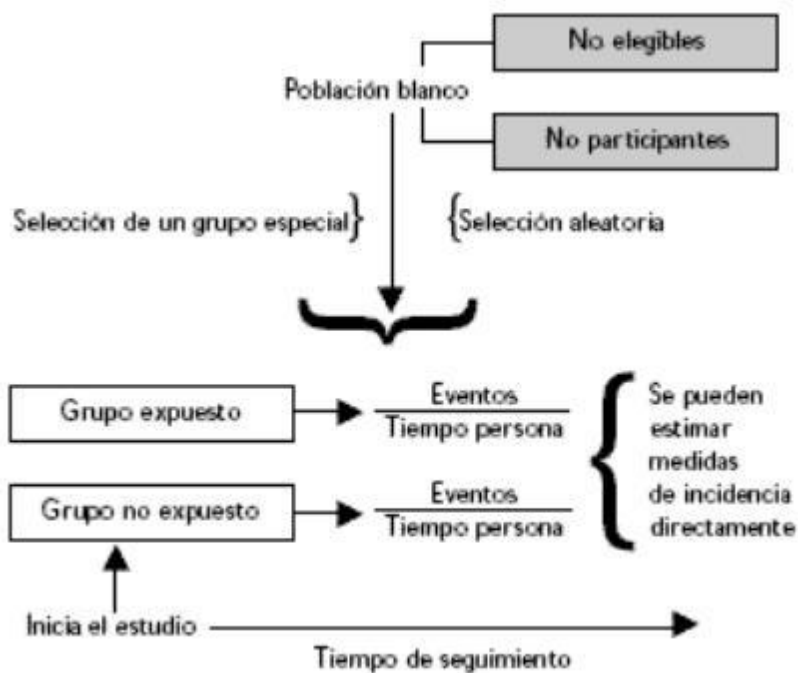 No elegibles
Población blanco
No participantes
Selección de un grupo especial}
{Selección aleatoria
Grupo expuesto
Eventos
Tiempo persona
Grupo no expuesto
Eventos
Tiempo persona
Se pueden
estimar
medidas
de incidencia
directamente
Inicia el estudio
Tiempo de seguimiento